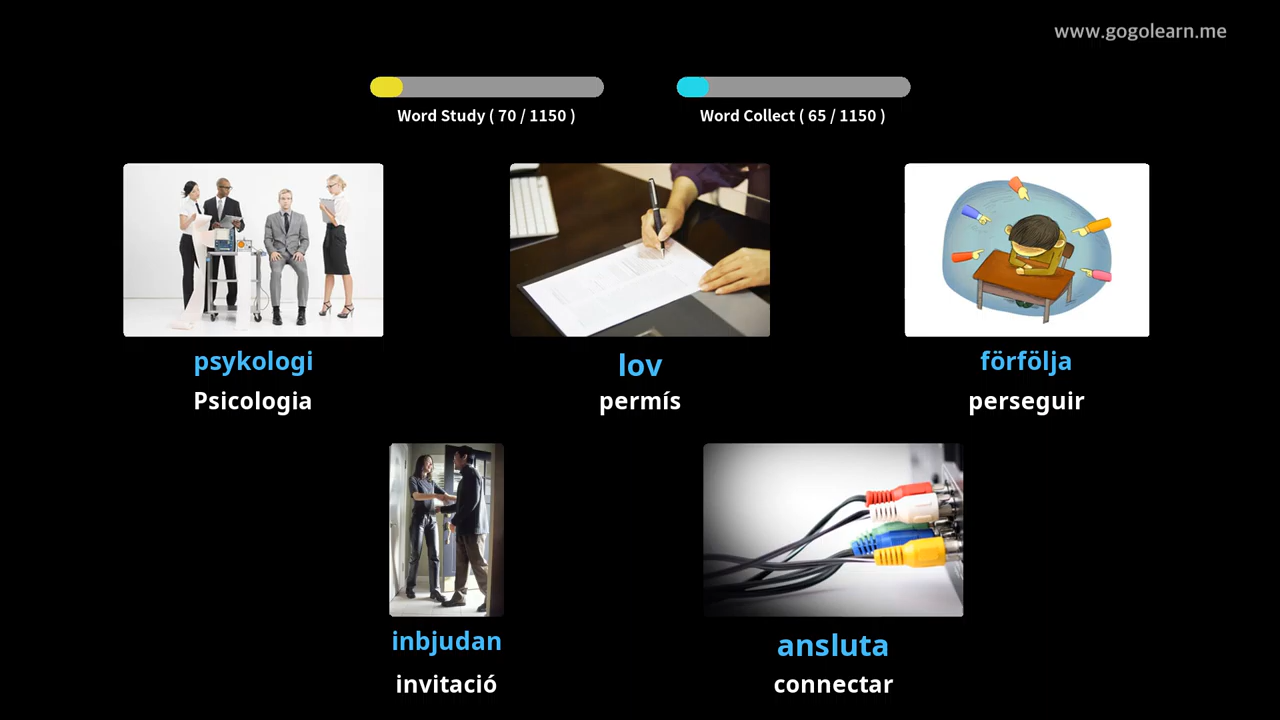 www.gogolearn.me
Word Study ( 70 / 1150 )
Word Collect ( 65 / 1150 )
psykologi
Psicologia
lov
permís
förfölja
perseguir
inbjudan
invitació
ansluta
connectar